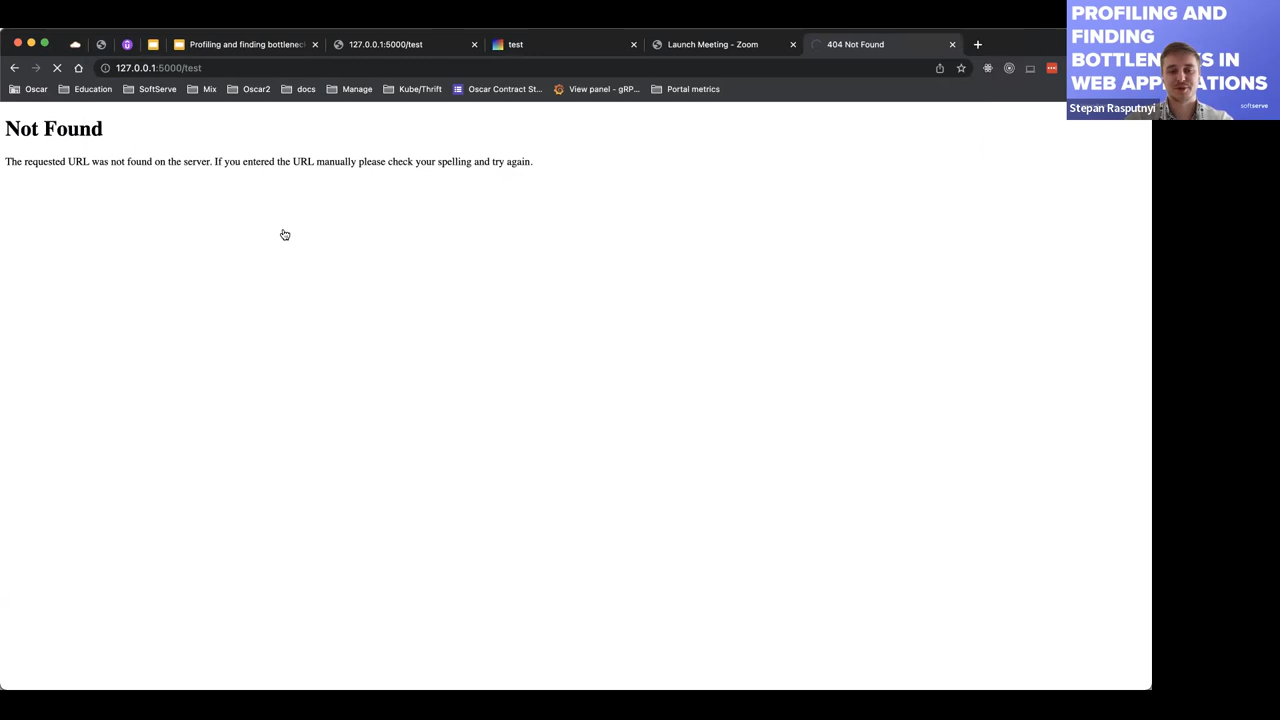 PROFILING AND
FINDING
BOTTLEN S IN
WEB APP ATIONS
Stepan Rasputnyi
softserve
Profiling and finding bottlenec
127.0.0.1:5000/test
test
Launch Meeting - Zoom
404 Not Found
127.0.0.1:5000/test
Oscar Education SoftServe Mix Oscar2 docs Manage Kube/Thrift Oscar Contract St... View panel - gRP... Portal metrics
Not Found
The requested URL was not found on the server. If you entered the URL manually please check your spelling and try again.